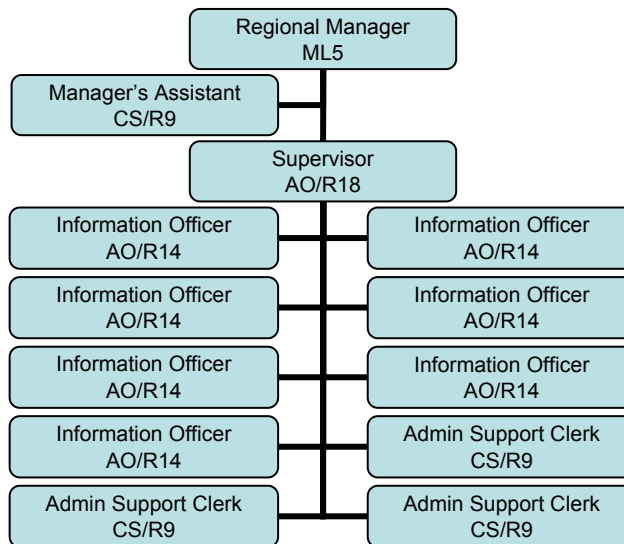 Regional Manager
ML5
Manager’s Assistant
CS/R9
Supervisor
AO/R18
Information Officer
AO/R14
Information Officer
AO/R14
Information Officer
AO/R14
Information Officer
AO/R14
Information Officer
AO/R14
Information Officer
AO/R14
Information Officer
AO/R14
Admin Support Clerk
CS/R9
Admin Support Clerk
CS/R9
Admin Support Clerk
CS/R9